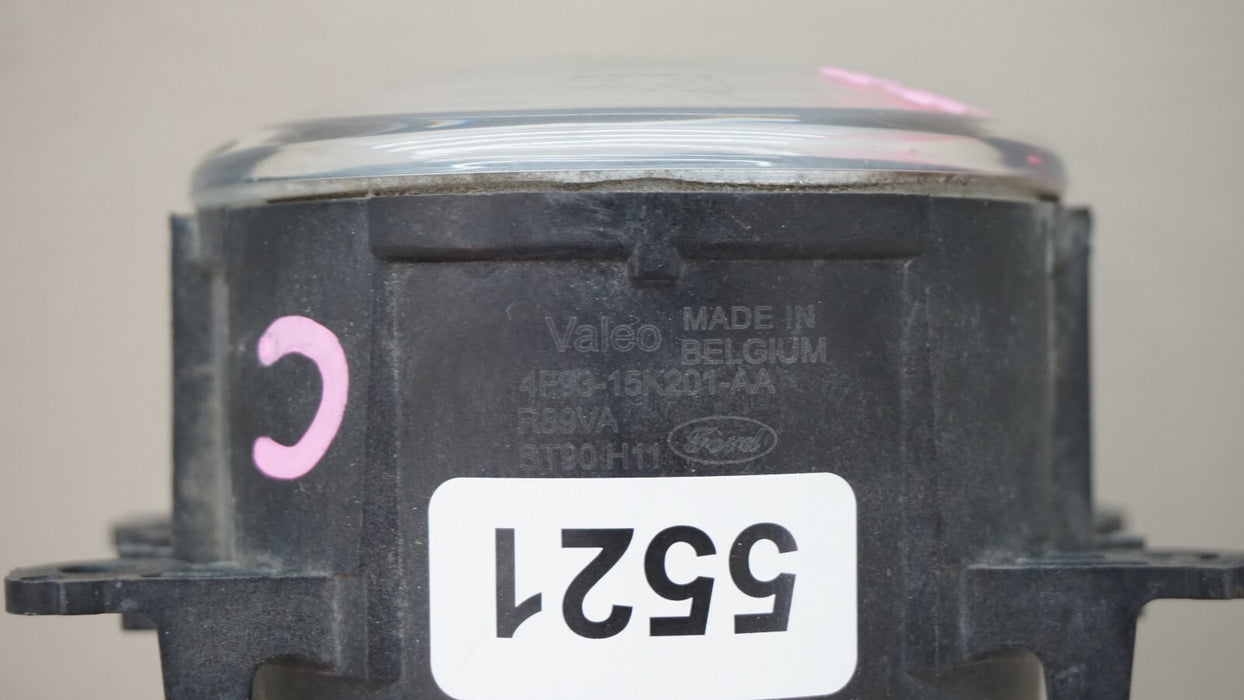 Valeo MADE IN
BELGIUM
4F93-15K201-AA
R89VA
ST90 H11 Ford
5521